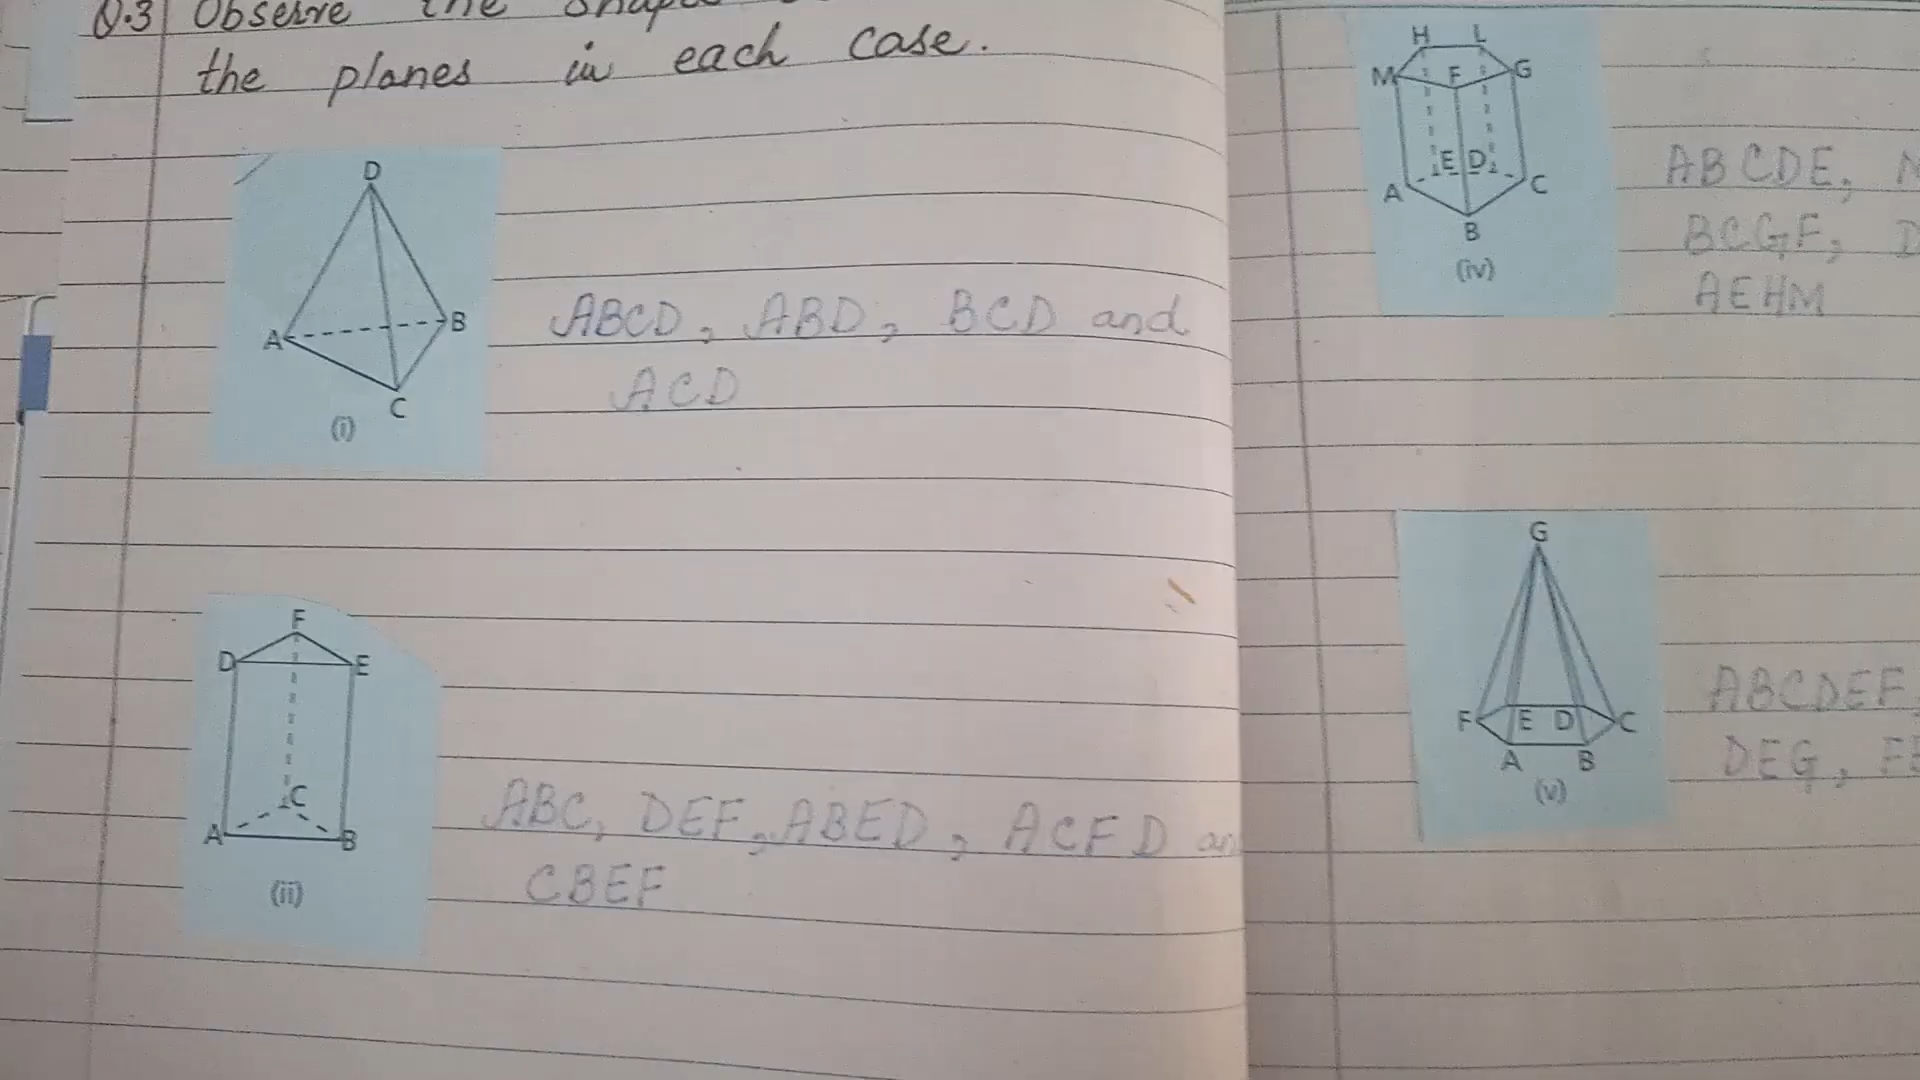 Q.3 Observe the
the planes in each case.
D
A
B
C
(i)
ABCD, ABD, BCD and
ACD
F
D
E
C
A
B
(ii)
ABC, DEF, ABED, ACFD
CBEF
H L
M F G
E D
A
C
B
(iv)
ABCDE,
BCGF,
AEHM
G
F E D C
A B
(v)
ABCDEF,
DEG,